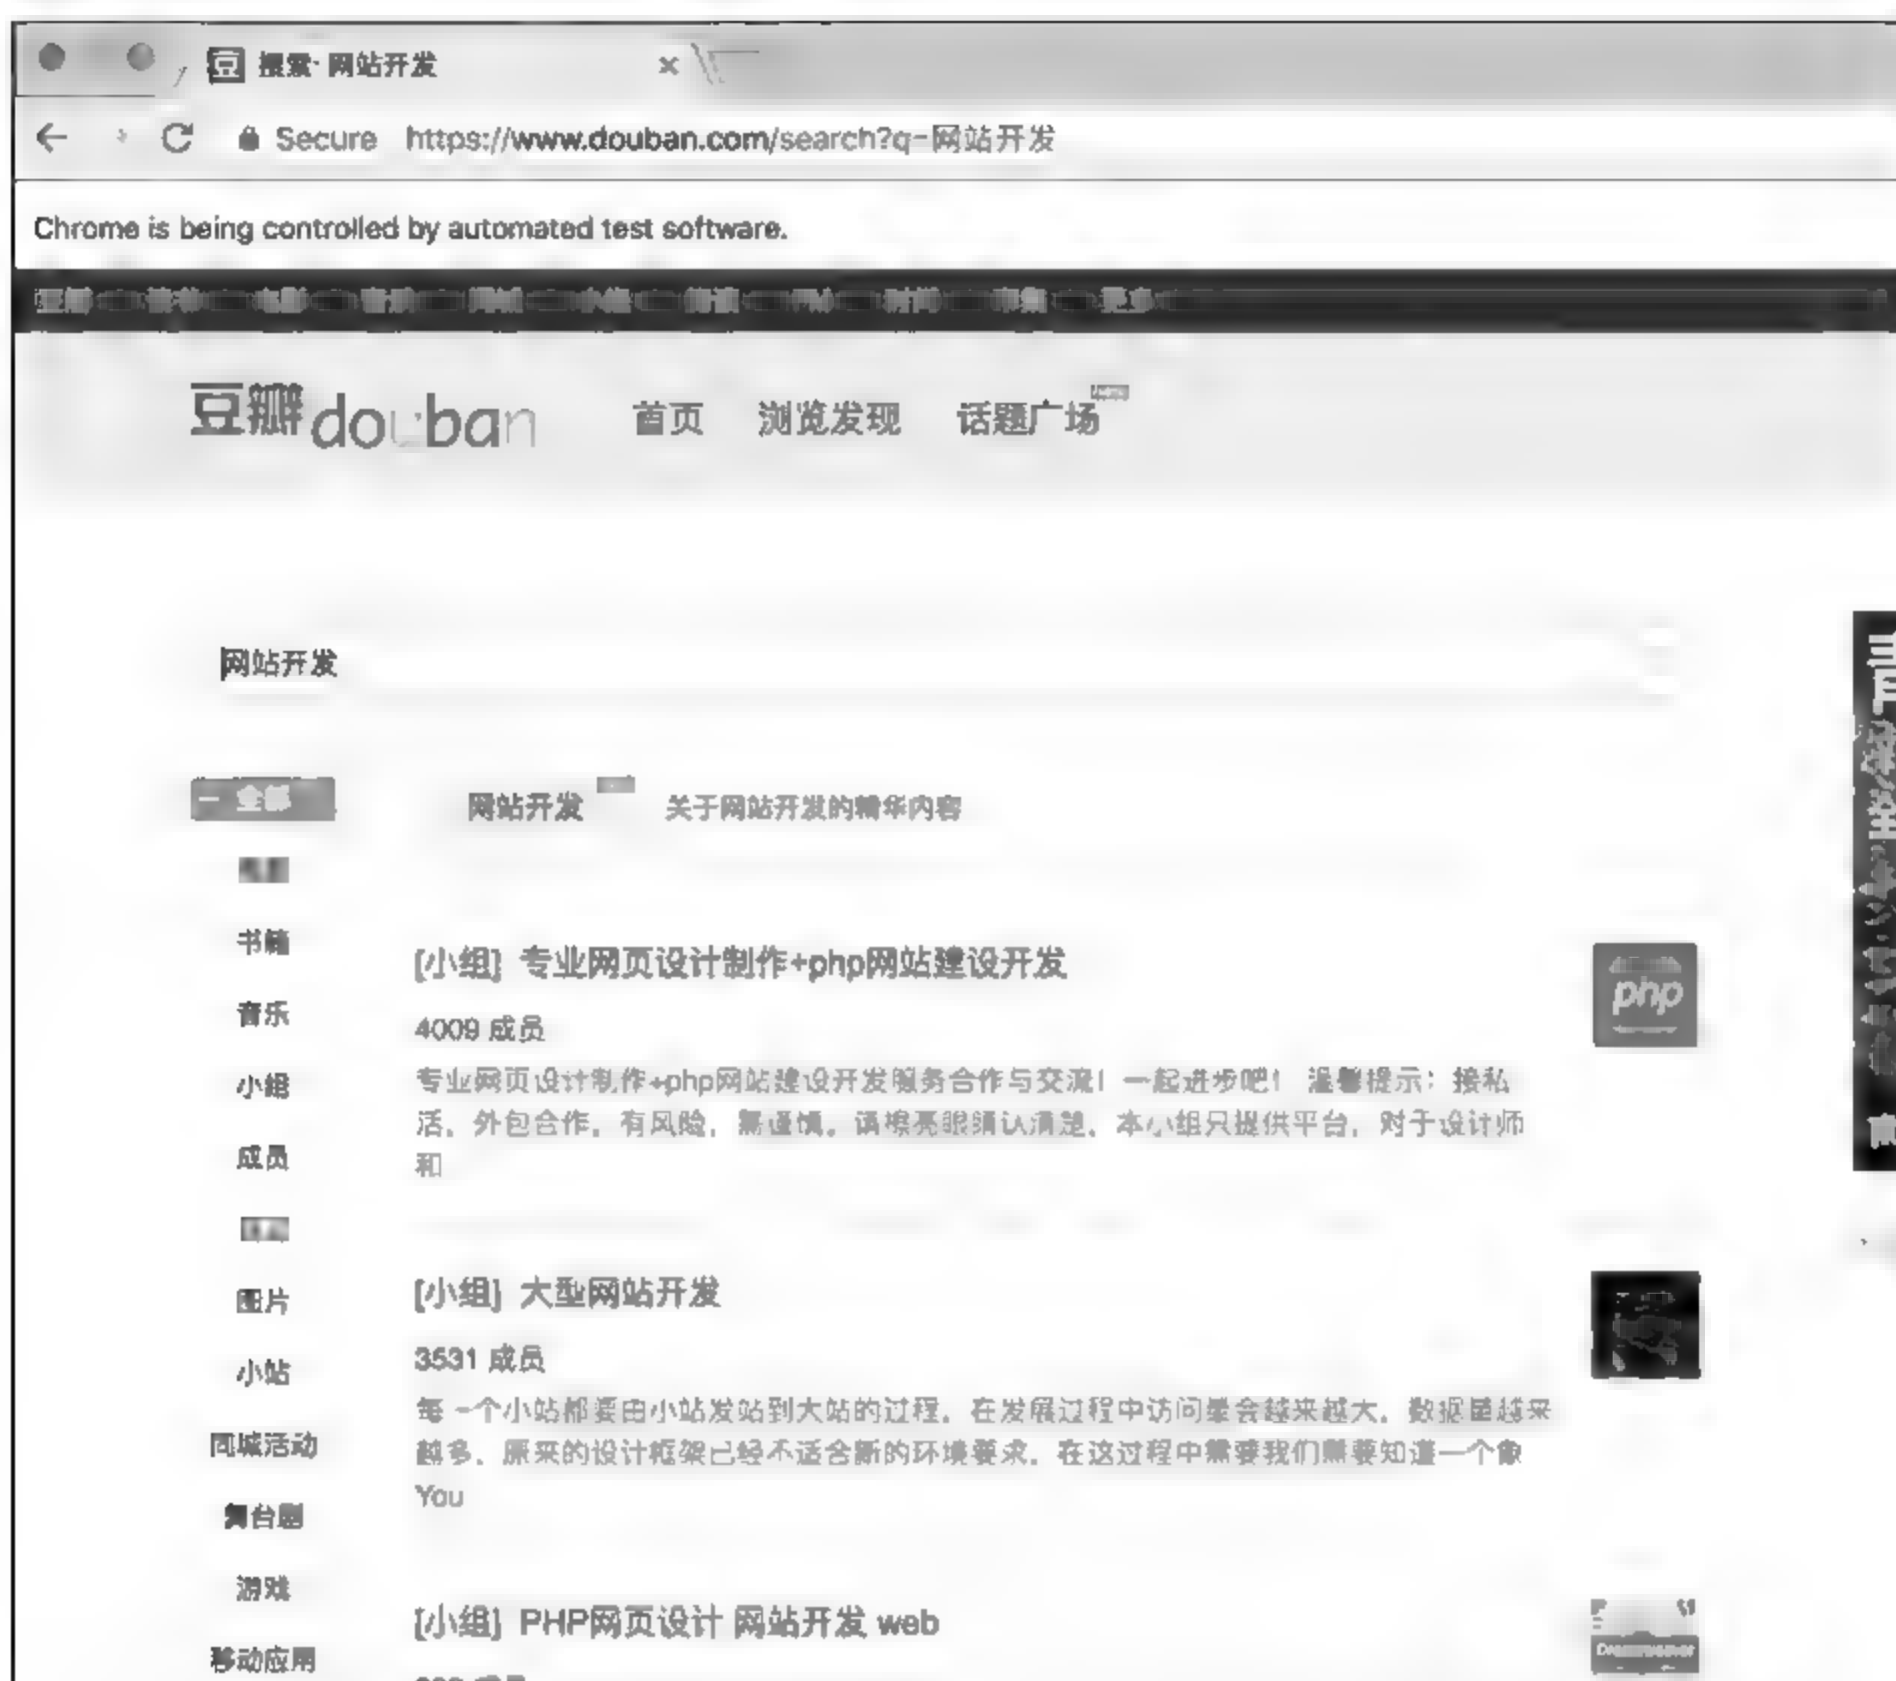 搜索· 网站开发
Secure https://www.douban.com/search?q=网站开发
Chrome is being controlled by automated test software.
豆瓣douban 首页 浏览发现 话题广场
网站开发
全部
网站开发 关于网站开发的精华内容
书籍
音乐
小组
成员
图片
小站
同城活动
舞台剧
游戏
移动应用
[小组] 专业网页设计制作+php网站建设开发
php
4009 成员
专业网页设计制作+php网站建设开发服务合作与交流！一起进步吧！ 温馨提示：接私
活，外包合作，有风险，需谨慎。请擦亮眼睛认清楚，本小组只提供平台，对于设计师
和
[小组] 大型网站开发
3531 成员
每一个小站都要由小站发站到大站的过程，在发展过程中访问量会越来越大，数据量越来
越多，原来的设计框架已经不适合新的环境要求，在这过程中需要我们需要知道一个像
You
[小组] PHP网页设计 网站开发 web